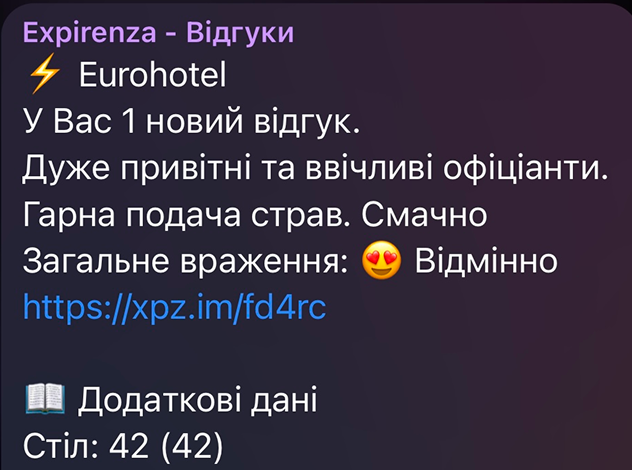 Expirenza - Відгуки
⚡ Eurohotel
У Вас 1 новий відгук.
Дуже привітні та ввічливі офіціанти.
Гарна подача страв. Смачно
Загальне враження: 😍 Відмінно
https://xpz.im/fd4rc
📖 Додаткові дані
Стіл: 42 (42)